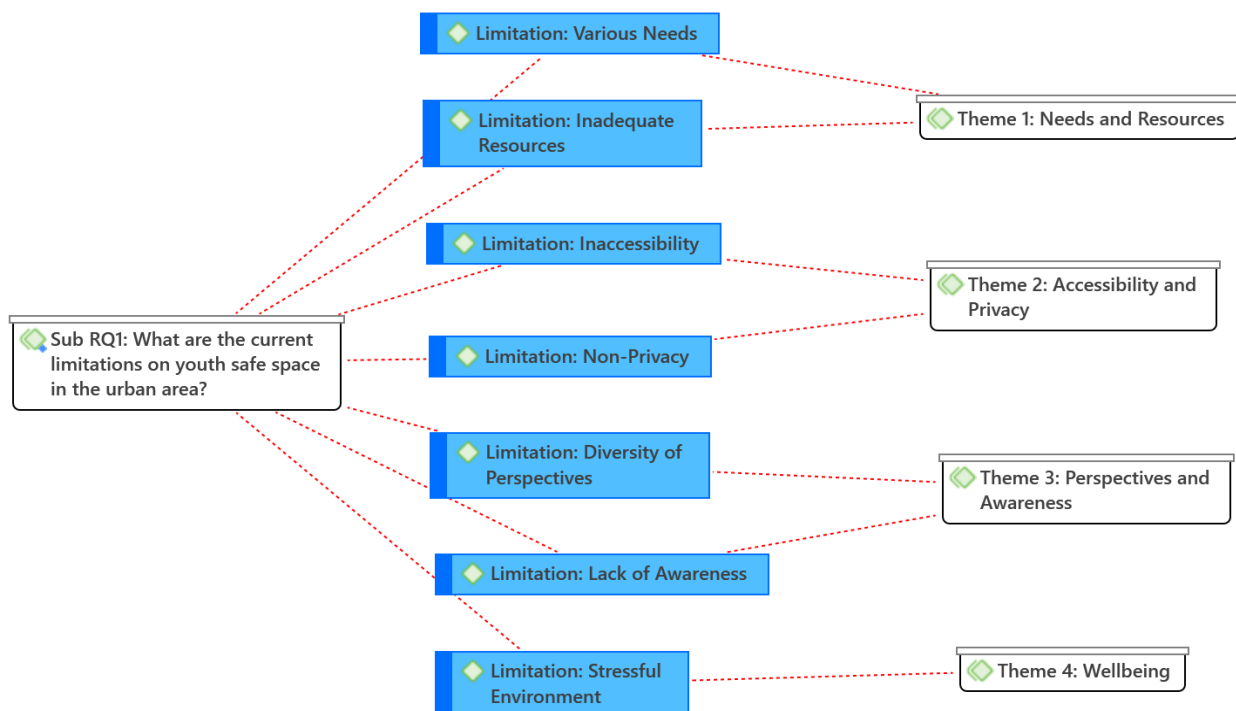 Limitation: Various Needs
Limitation: Inadequate
Resources
Theme 1: Needs and Resources
Limitation: Inaccessibility
Theme 2: Accessibility and
Privacy
Sub RQ1: What are the current
limitations on youth safe space
in the urban area?
Limitation: Non-Privacy
Limitation: Diversity of
Perspectives
Theme 3: Perspectives and
Awareness
Limitation: Lack of Awareness
Limitation: Stressful
Environment
Theme 4: Wellbeing